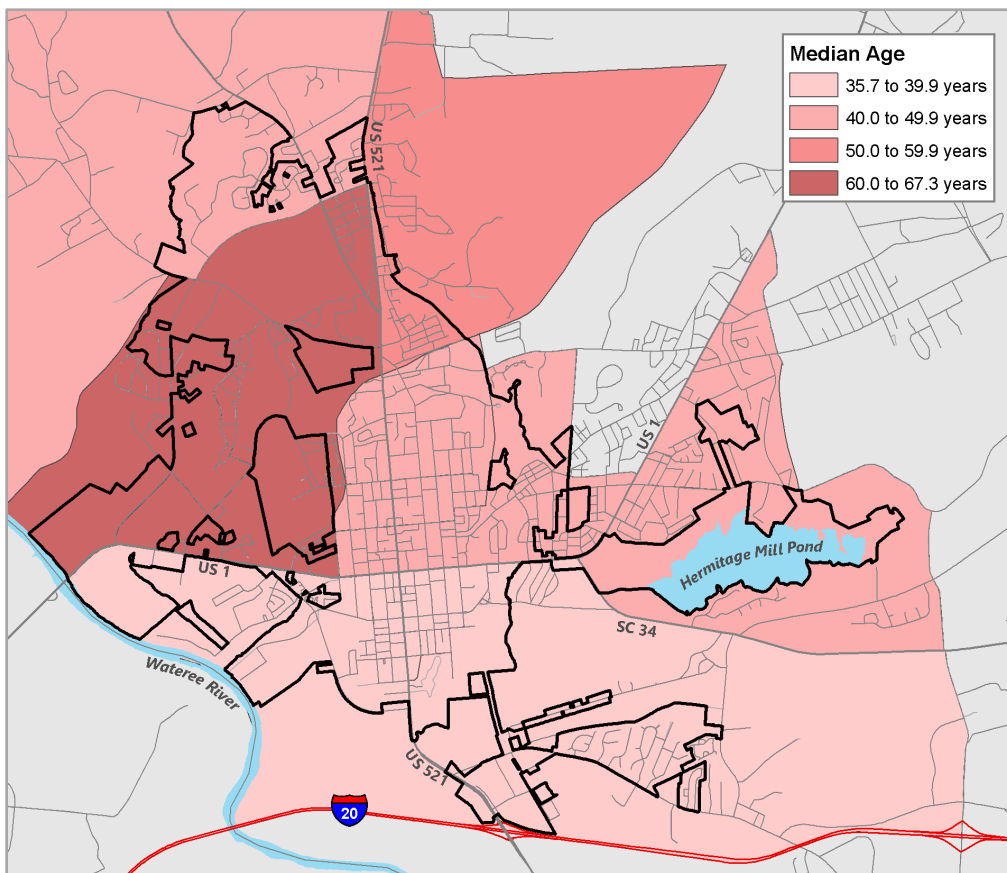 Median Age
35.7 to 39.9 years
40.0 to 49.9 years
50.0 to 59.9 years
60.0 to 67.3 years
US 521
US 1
Hermitage Mill Pond
US 1
SC 34
Wateree River
US 521
20